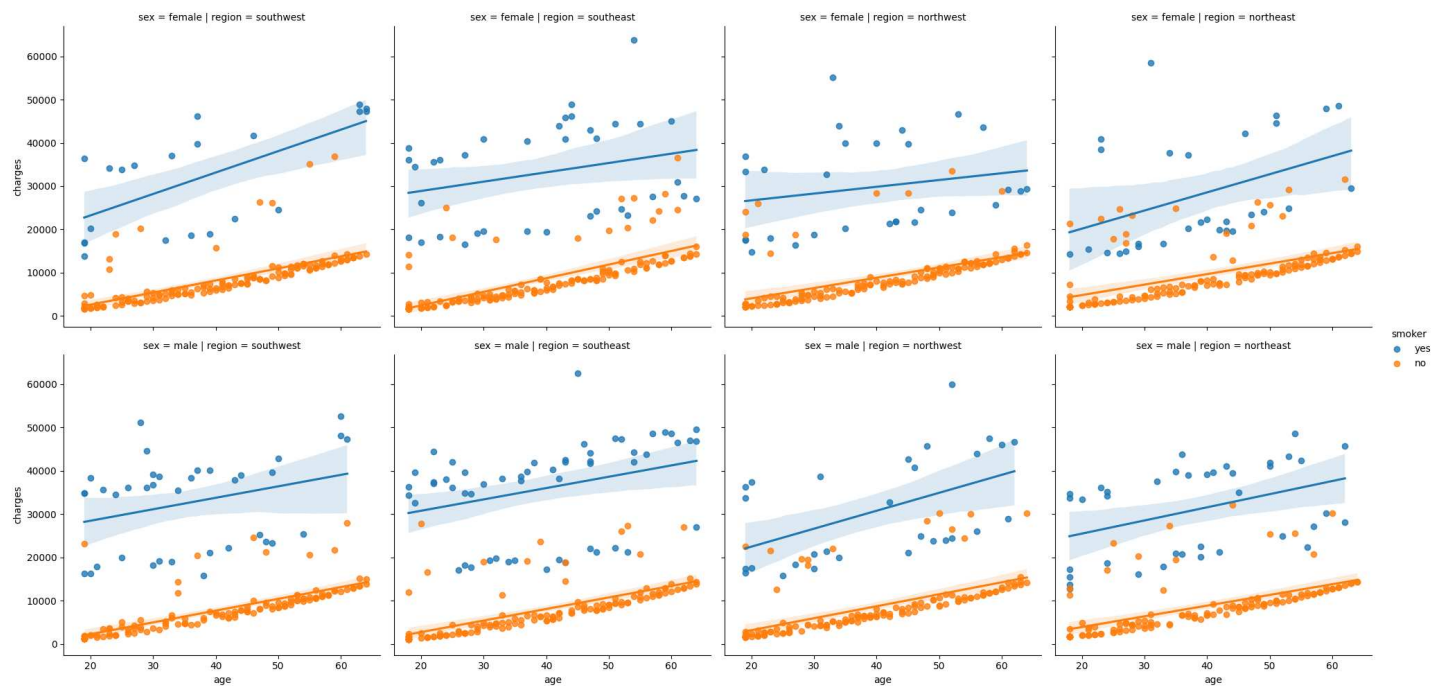 sex = female | region = southwest
sex = female | region = southeast
sex = female | region = northwest
sex = female | region = northeast
60000
50000
40000
30000
20000
10000
0
charges
sex = male | region = southwest
sex = male | region = southeast
sex = male | region = northwest
sex = male | region = northeast
smoker
yes
no
60000
50000
40000
30000
20000
10000
0
charges
20 30 40 50 60
20 30 40 50 60
20 30 40 50 60
20 30 40 50 60
age
age
age
age